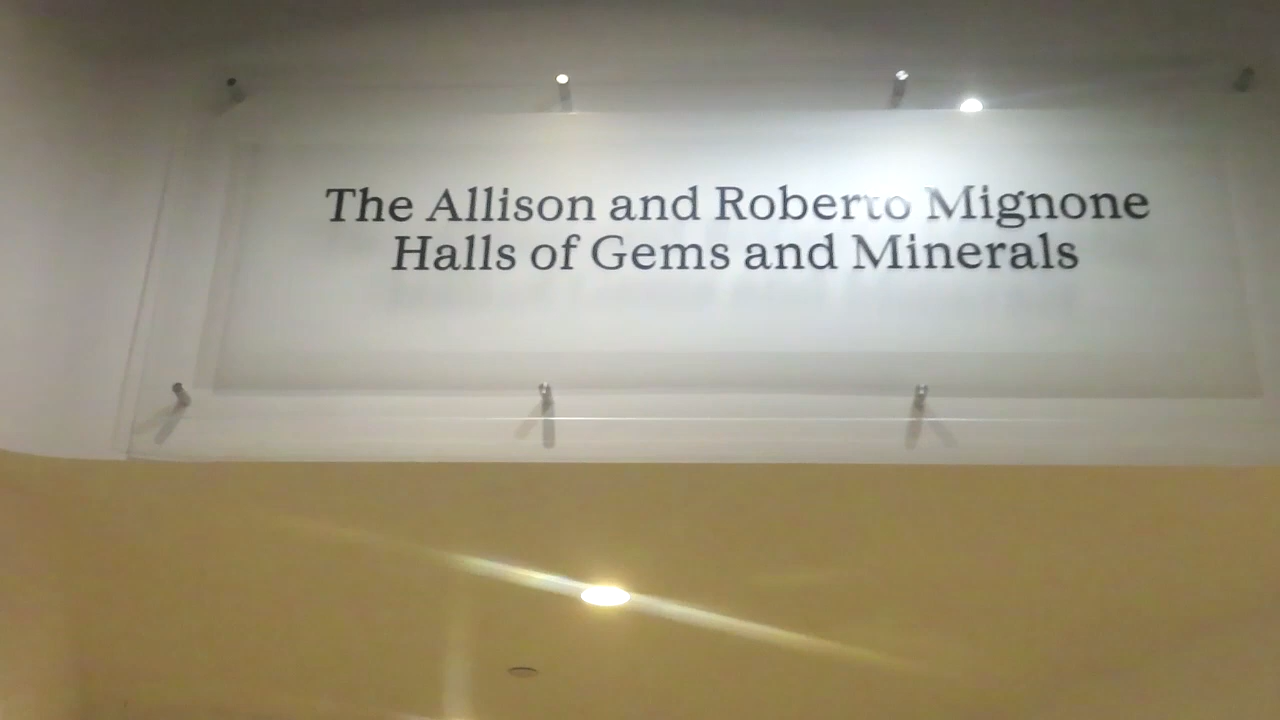 The Allison and Roberto Mignone
Halls of Gems and Minerals